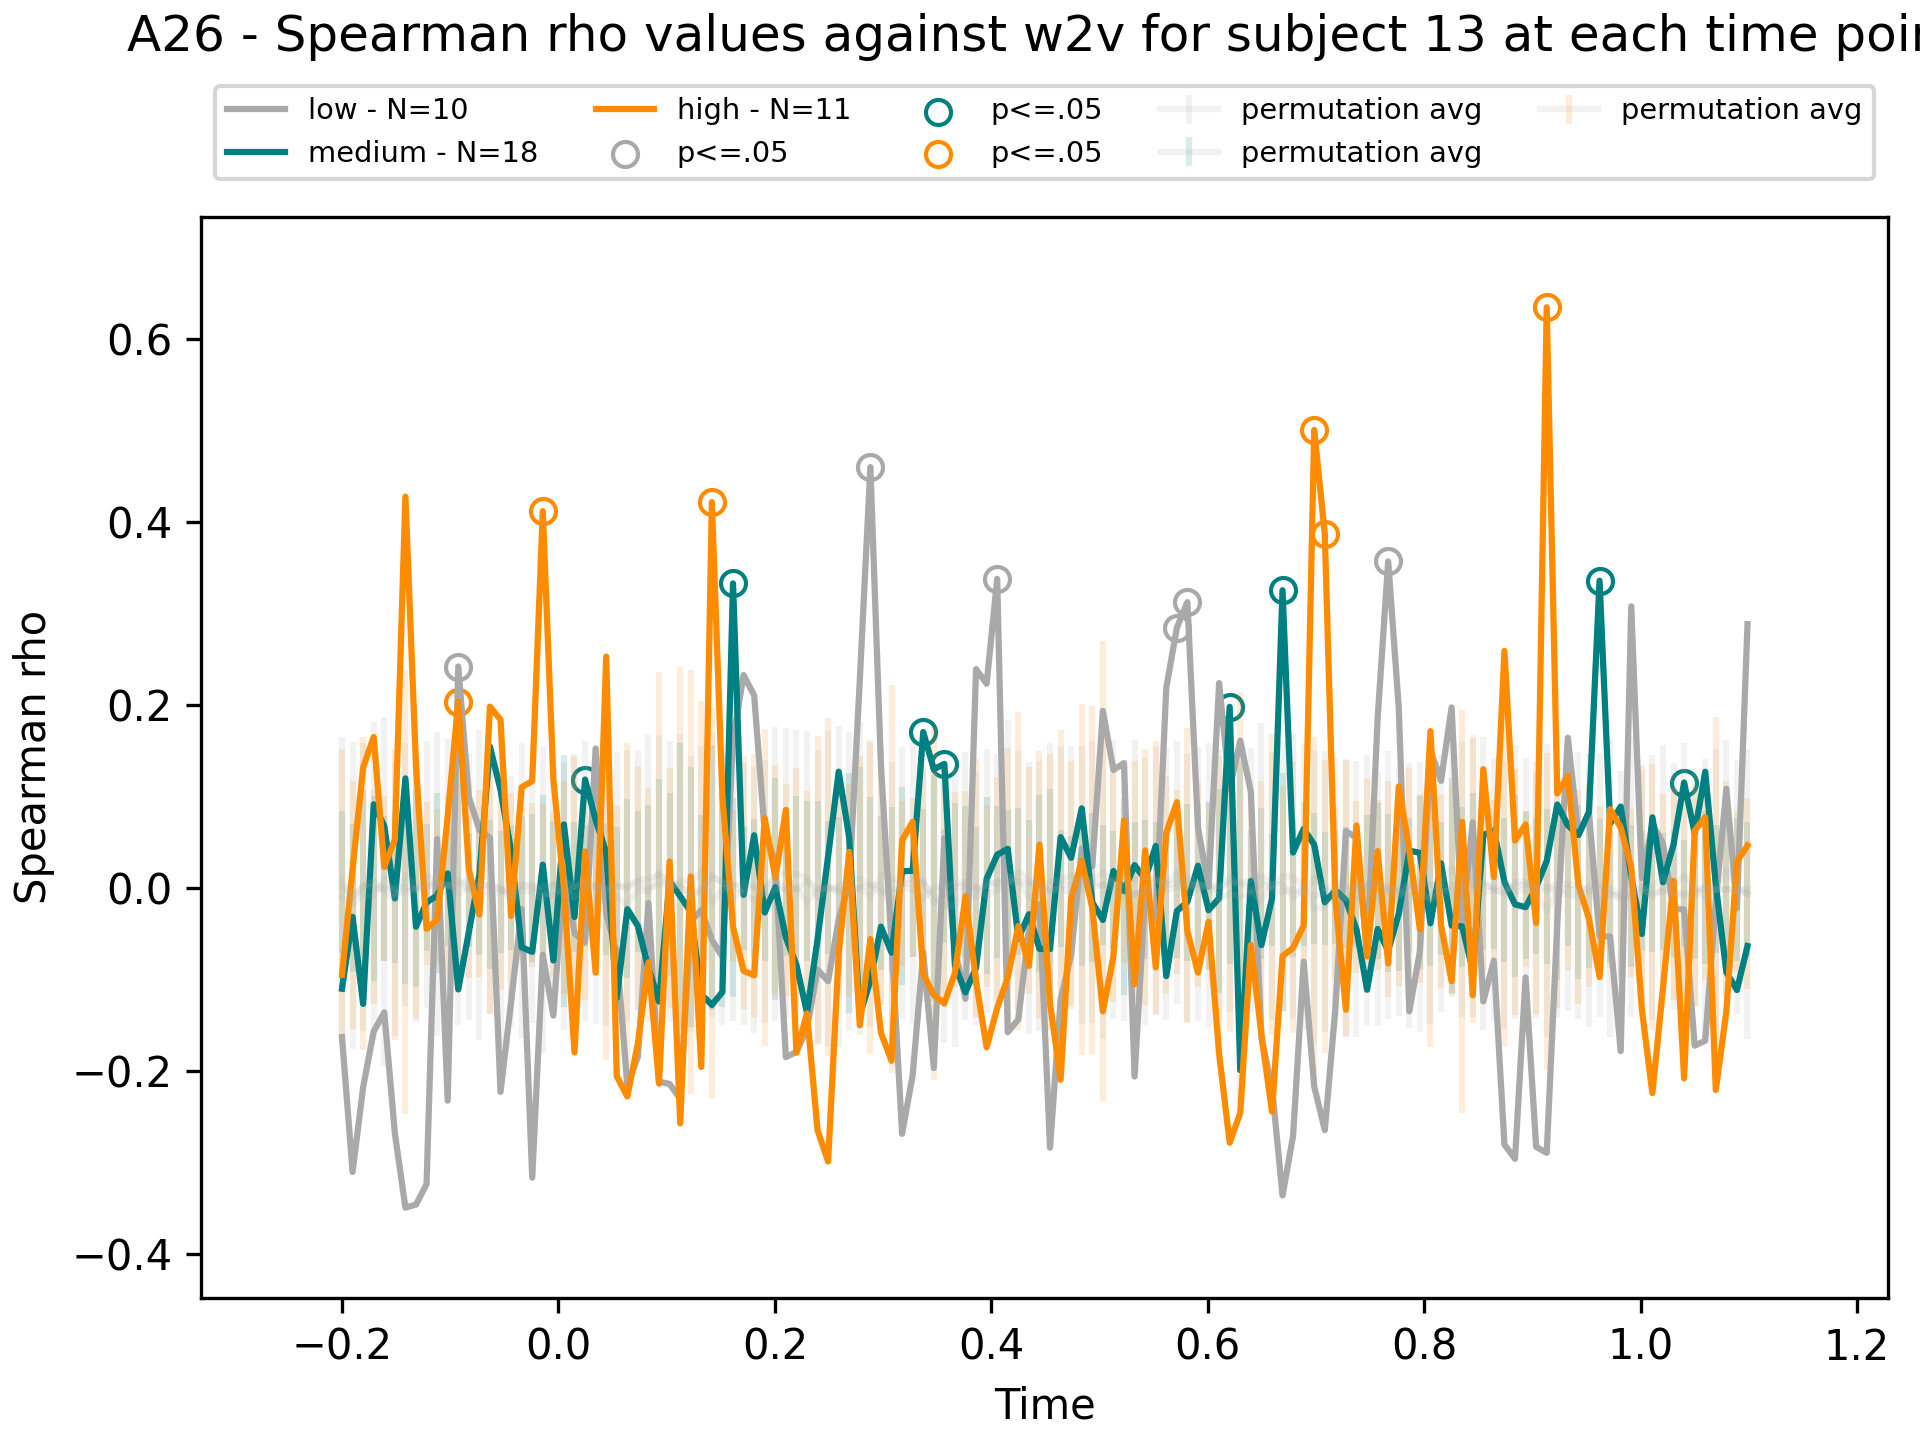 A26 - Spearman rho values against w2v for subject 13 at each time
low - N=10
medium - N=18
high - N=11
p<=.05
p<=.05
p<=.05
permutation avg
permutation avg
permutation avg
Spearman rho
0.6
0.4
0.2
0.0
−0.2
−0.4
−0.2 0.0 0.2 0.4 0.6 0.8 1.0 1.2
Time